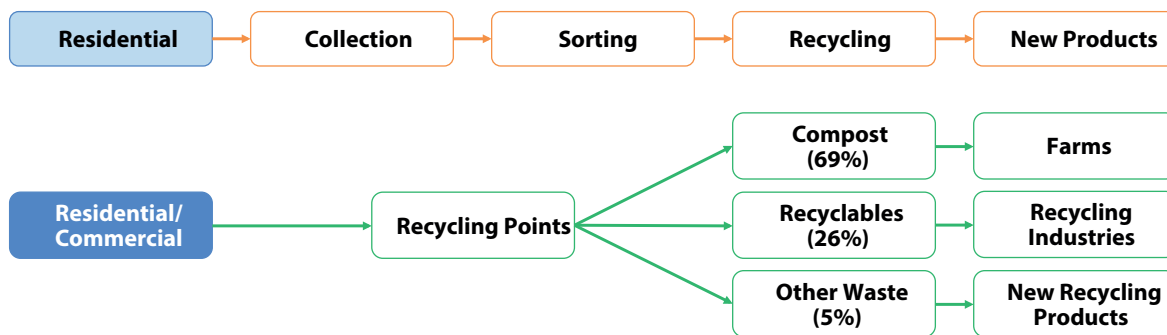 Residential
Collection
Sorting
Recycling
New Products
Residential/
Commercial
Recycling Points
Compost
(69%)
Farms
Recyclables
(26%)
Recycling
Industries
Other Waste
(5%)
New Recycling
Products